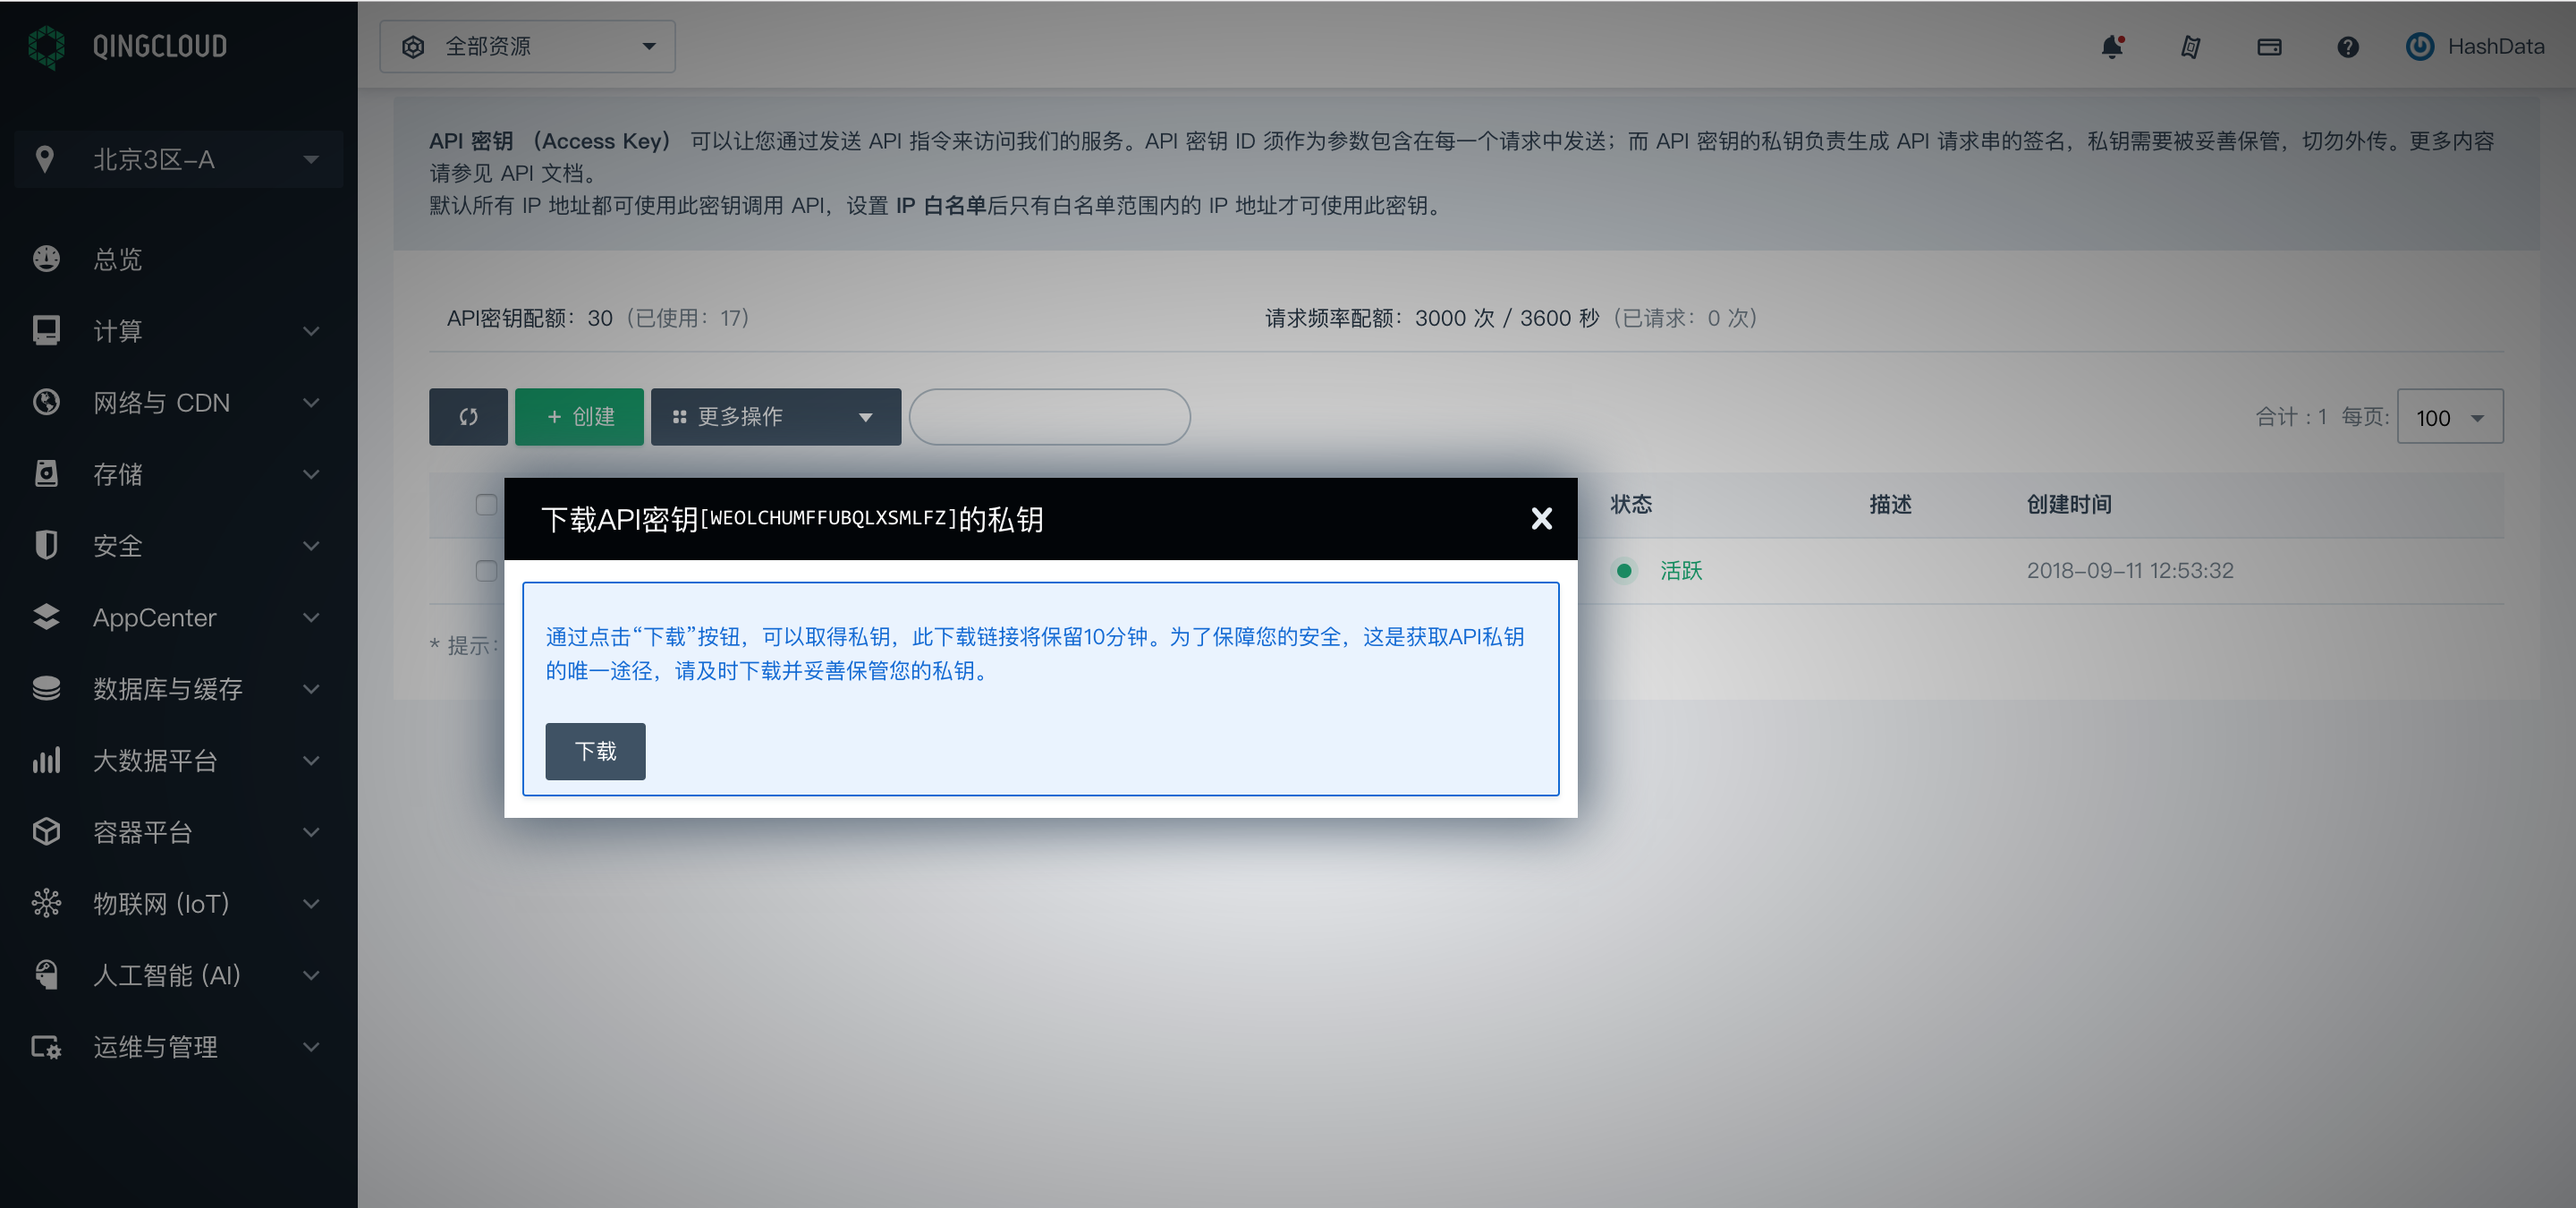 QINGCLOUD
全部资源
HashData
北京3区-A
总览
计算
网络与 CDN
存储
安全
AppCenter
数据库与缓存
大数据平台
容器平台
物联网 (IoT)
人工智能 (AI)
运维与管理
API 密钥 （Access Key） 可以让您通过发送 API 指令来访问我们的服务。API 密钥 ID 须作为参数包含在每一个请求中发送；而 API 密钥的私钥负责生成 API 请求串的签名，私钥需要被妥善保管，切勿外传。更多内容
请参见 API 文档。
默认所有 IP 地址都可使用此密钥调用 API，设置 IP 白名单后只有白名单范围内的 IP 地址才可使用此密钥。
API密钥配额：30（已使用：17）
请求频率配额：3000 次 / 3600 秒（已请求：0 次）
+ 创建
更多操作
合计 : 1 每页: 100
状态
描述
创建时间
活跃
2018-09-11 12:53:32
* 提示:
下载API密钥[WEOLCHUMFFUBQLXSMLFZ]的私钥
通过点击“下载”按钮，可以取得私钥，此下载链接将保留10分钟。为了保障您的安全，这是获取API私钥
的唯一途径，请及时下载并妥善保管您的私钥。
下载